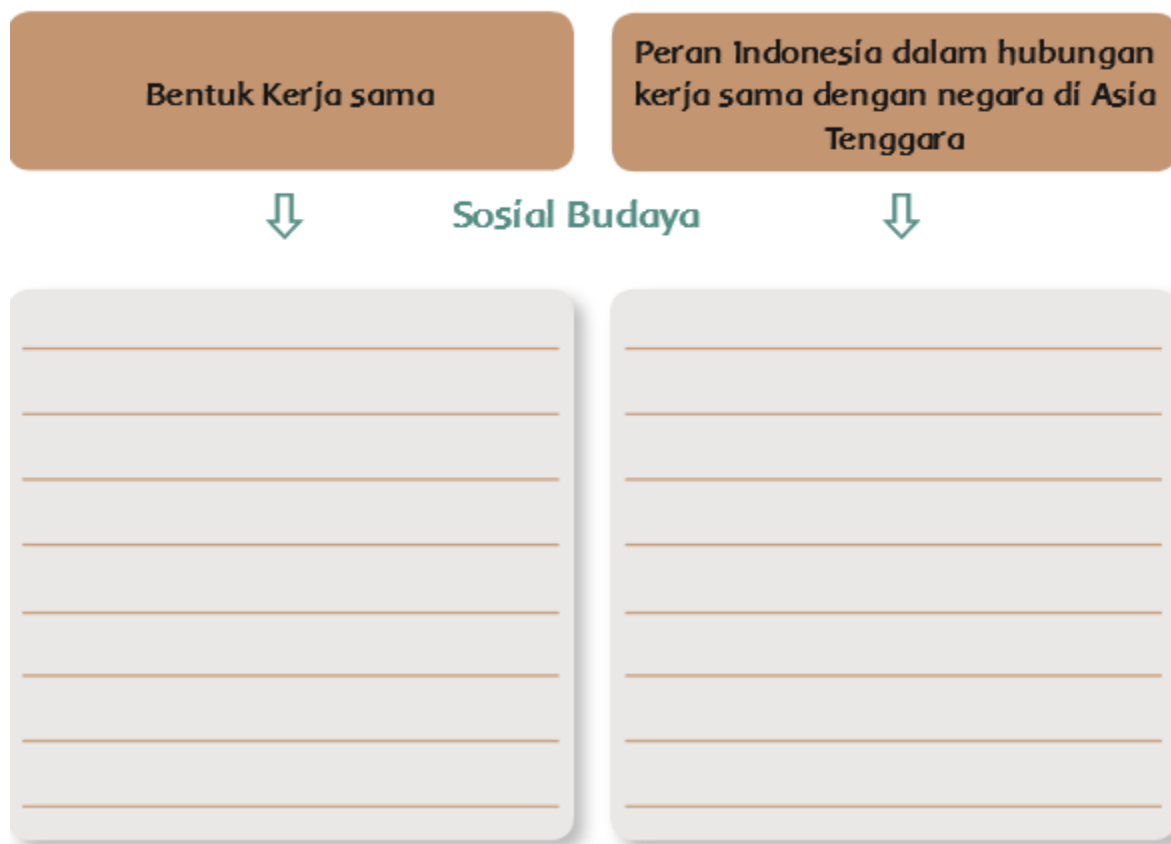 Bentuk Kerja sama
Peran Indonesia dalam hubungan
kerja sama dengan negara di Asia
Tenggara
Sosial Budaya